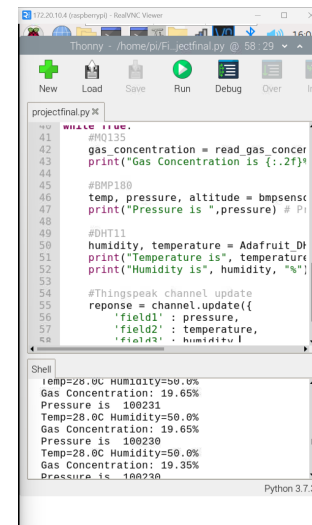 172.20.10.4 (raspberrypi) - RealVNC Viewer
Thonny - /home/pi/Fi...jectfinal.py @ 58 : 29
New Load Save Run Debug Over
projectfinal.py
40 while True:
41 #MQ135
42 gas_concentration = read_gas_concen
43 print("Gas Concentration is {:.2f}%
44
45 #BMP180
46 temp, pressure, altitude = bmpsenso
47 print("Pressure is ",pressure) # Pr
48
49 #DHT11
50 humidity, temperature = Adafruit_DH
51 print("Temperature is", temperature
52 print("Humidity is", humidity, "%")
53
54 #Thingspeak channel update
55 reponse = channel.update({
56 'field1' : pressure,
57 'field2' : temperature,
58 'field3' : humidity
Shell
Temp=28.0C Humidity=50.0%
Gas Concentration: 19.65%
Pressure is 100231
Temp=28.0C Humidity=50.0%
Gas Concentration: 19.65%
Pressure is 100230
Temp=28.0C Humidity=50.0%
Gas Concentration: 19.35%
Pressure is 100230
Python 3.7.3